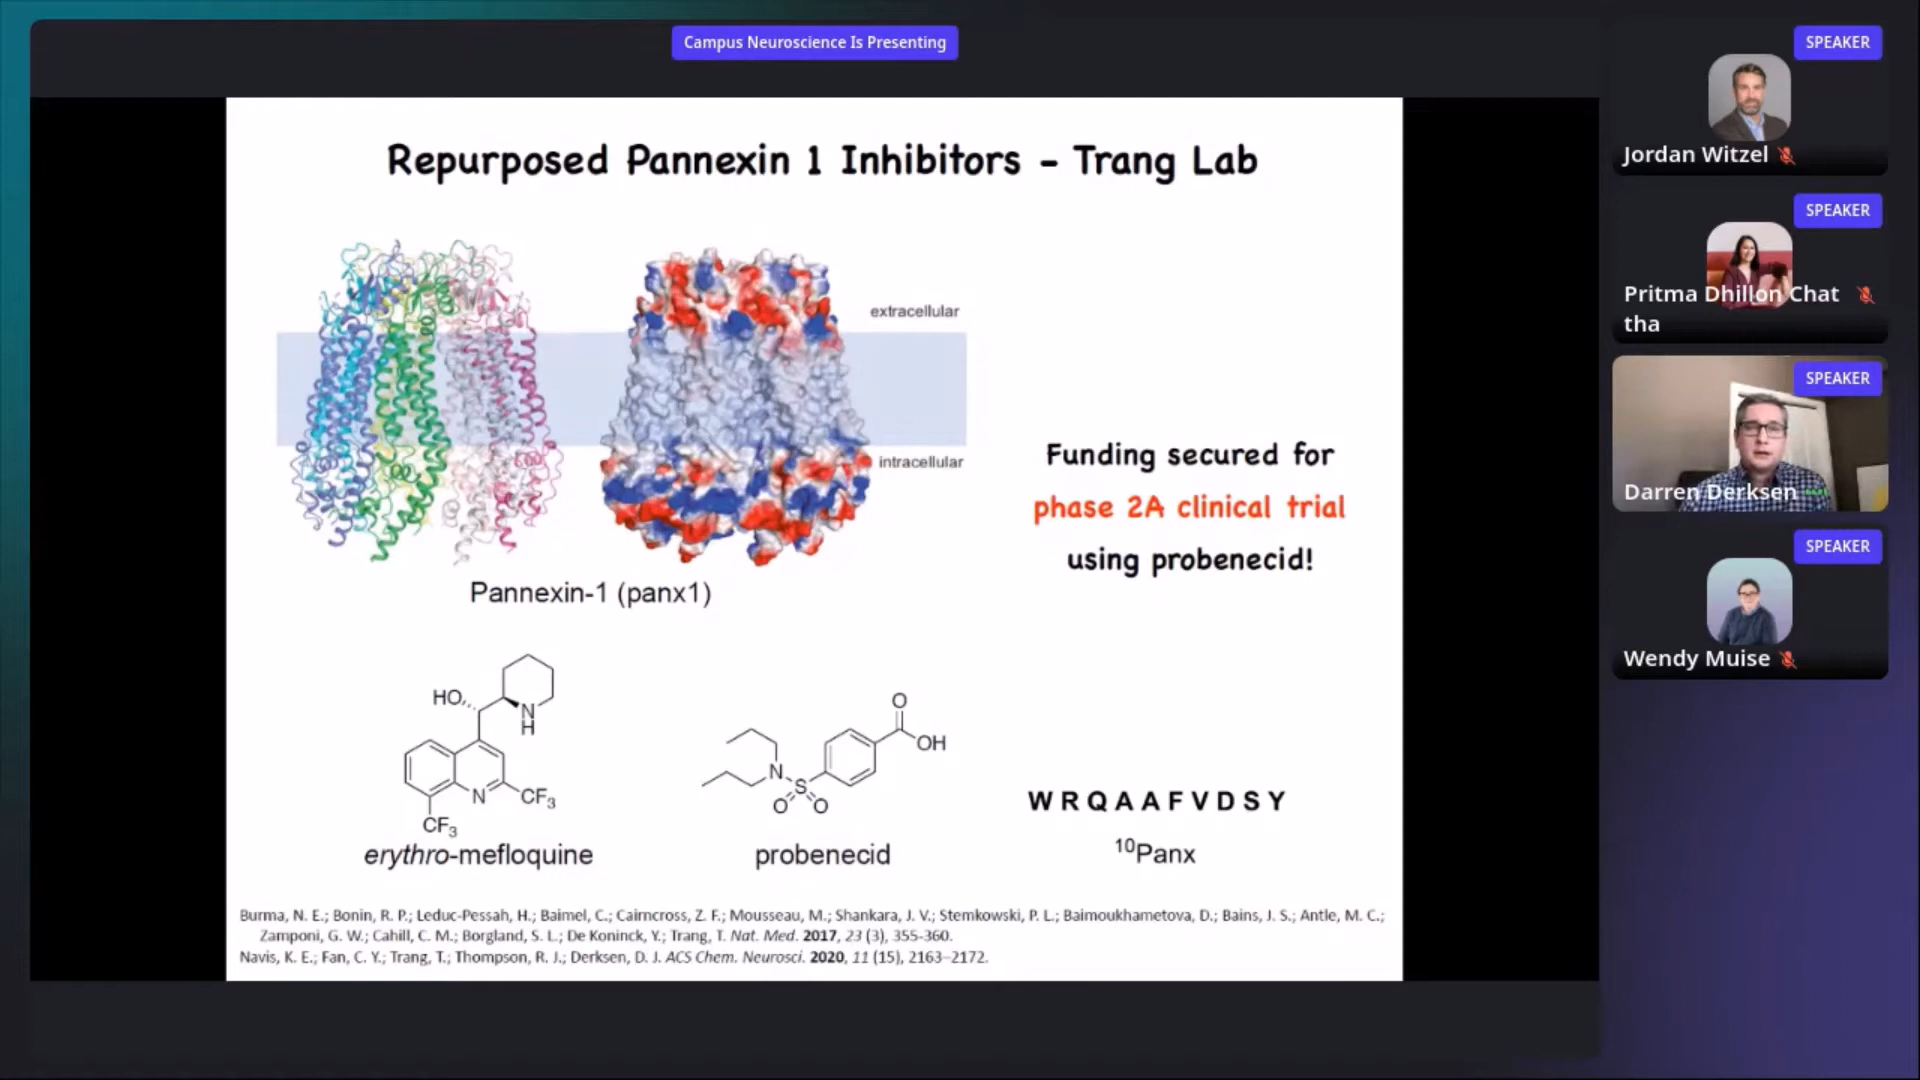 Campus Neuroscience Is Presenting
Repurposed Pannexin 1 Inhibitors – Trang Lab
extracellular
intracellular
Pannexin-1 (panx1)
Funding secured for
phase 2A clinical trial
using probenecid!
HO
N
H
N
CF3
CF3
erythro-mefloquine
O
OH
N
S
O O
probenecid
WRQAAFVDSY
10Panx
Burma, N. E.; Bonin, R. P.; Leduc-Pessah, H.; Baimel, C.; Cairncross, Z. F.; Mousseau, M.; Shankara, J. V.; Stemkowski, P. L.; Baimoukhametova, D.; Bains, J. S.; Antle, M. C.;
Zamponi, G. W.; Cahill, C. M.; Borgland, S. L.; De Koninck, Y.; Trang, T. Nat. Med. 2017, 23 (3), 355-360.
Navis, K. E.; Fan, C. Y.; Trang, T.; Thompson, R. J.; Derksen, D. J. ACS Chem. Neurosci. 2020, 11 (15), 2163–2172.
SPEAKER
Jordan Witzel
SPEAKER
Pritma Dhillon Chat
tha
SPEAKER
Darren Derksen
SPEAKER
Wendy Muise